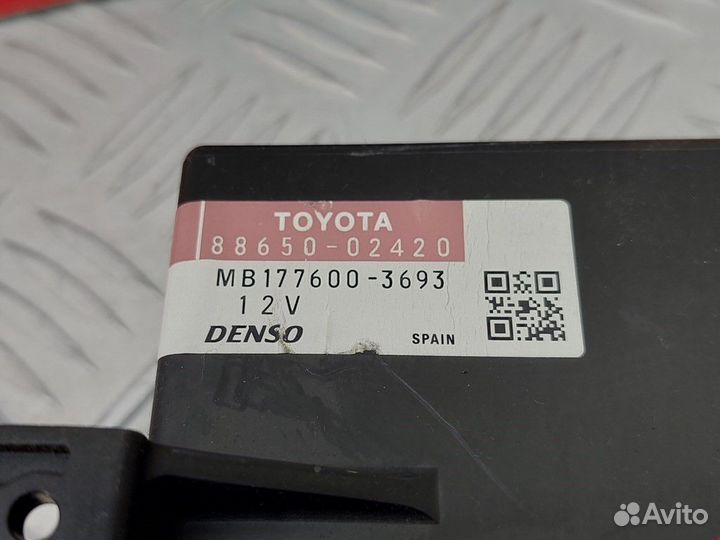 TOYOTA
88650-02420
MB177600-3693
12V
DENSO SPAIN
Avito